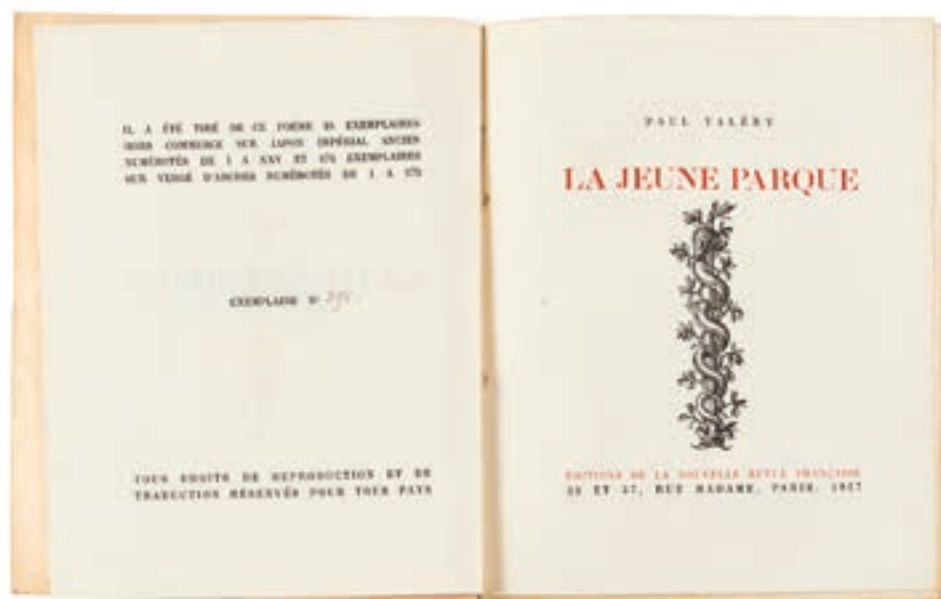 IL A ÉTÉ TIRÉ DE CE POÈME 25 EXEMPLAIRES
HORS COMMERCE SUR JAPON IMPÉRIAL ANCIEN
NUMÉROTÉS DE I A XXV ET 575 EXEMPLAIRES
SUR VERGÉ D'ARCHES NUMÉROTÉS DE 1 A 575
EXEMPLAIRE N°
TOUS DROITS DE REPRODUCTION ET DE
TRADUCTION RÉSERVÉS POUR TOUS PAYS
PAUL VALÉRY
LA JEUNE PARQUE
ÉDITIONS DE LA NOUVELLE REVUE FRANÇAISE
35 ET 37, RUE MADAME, PARIS. 1917